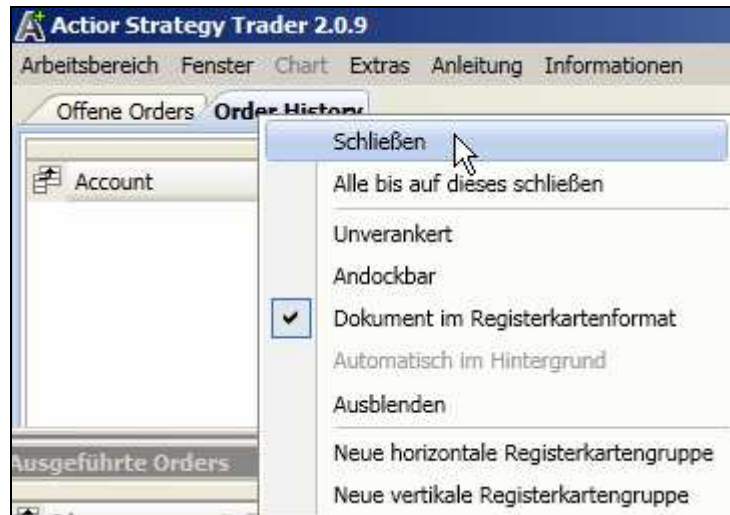 Actior Strategy Trader 2.0.9
Arbeitsbereich Fenster Chart Extras Anleitung Informationen
Offene Orders Order History
Schließen
Account
Alle bis auf dieses schließen
Unverankert
Andockbar
Dokument im Registerkartenformat
Automatisch im Hintergrund
Ausblenden
Ausgeführte Orders
Neue horizontale Registerkartengruppe
Neue vertikale Registerkartengruppe